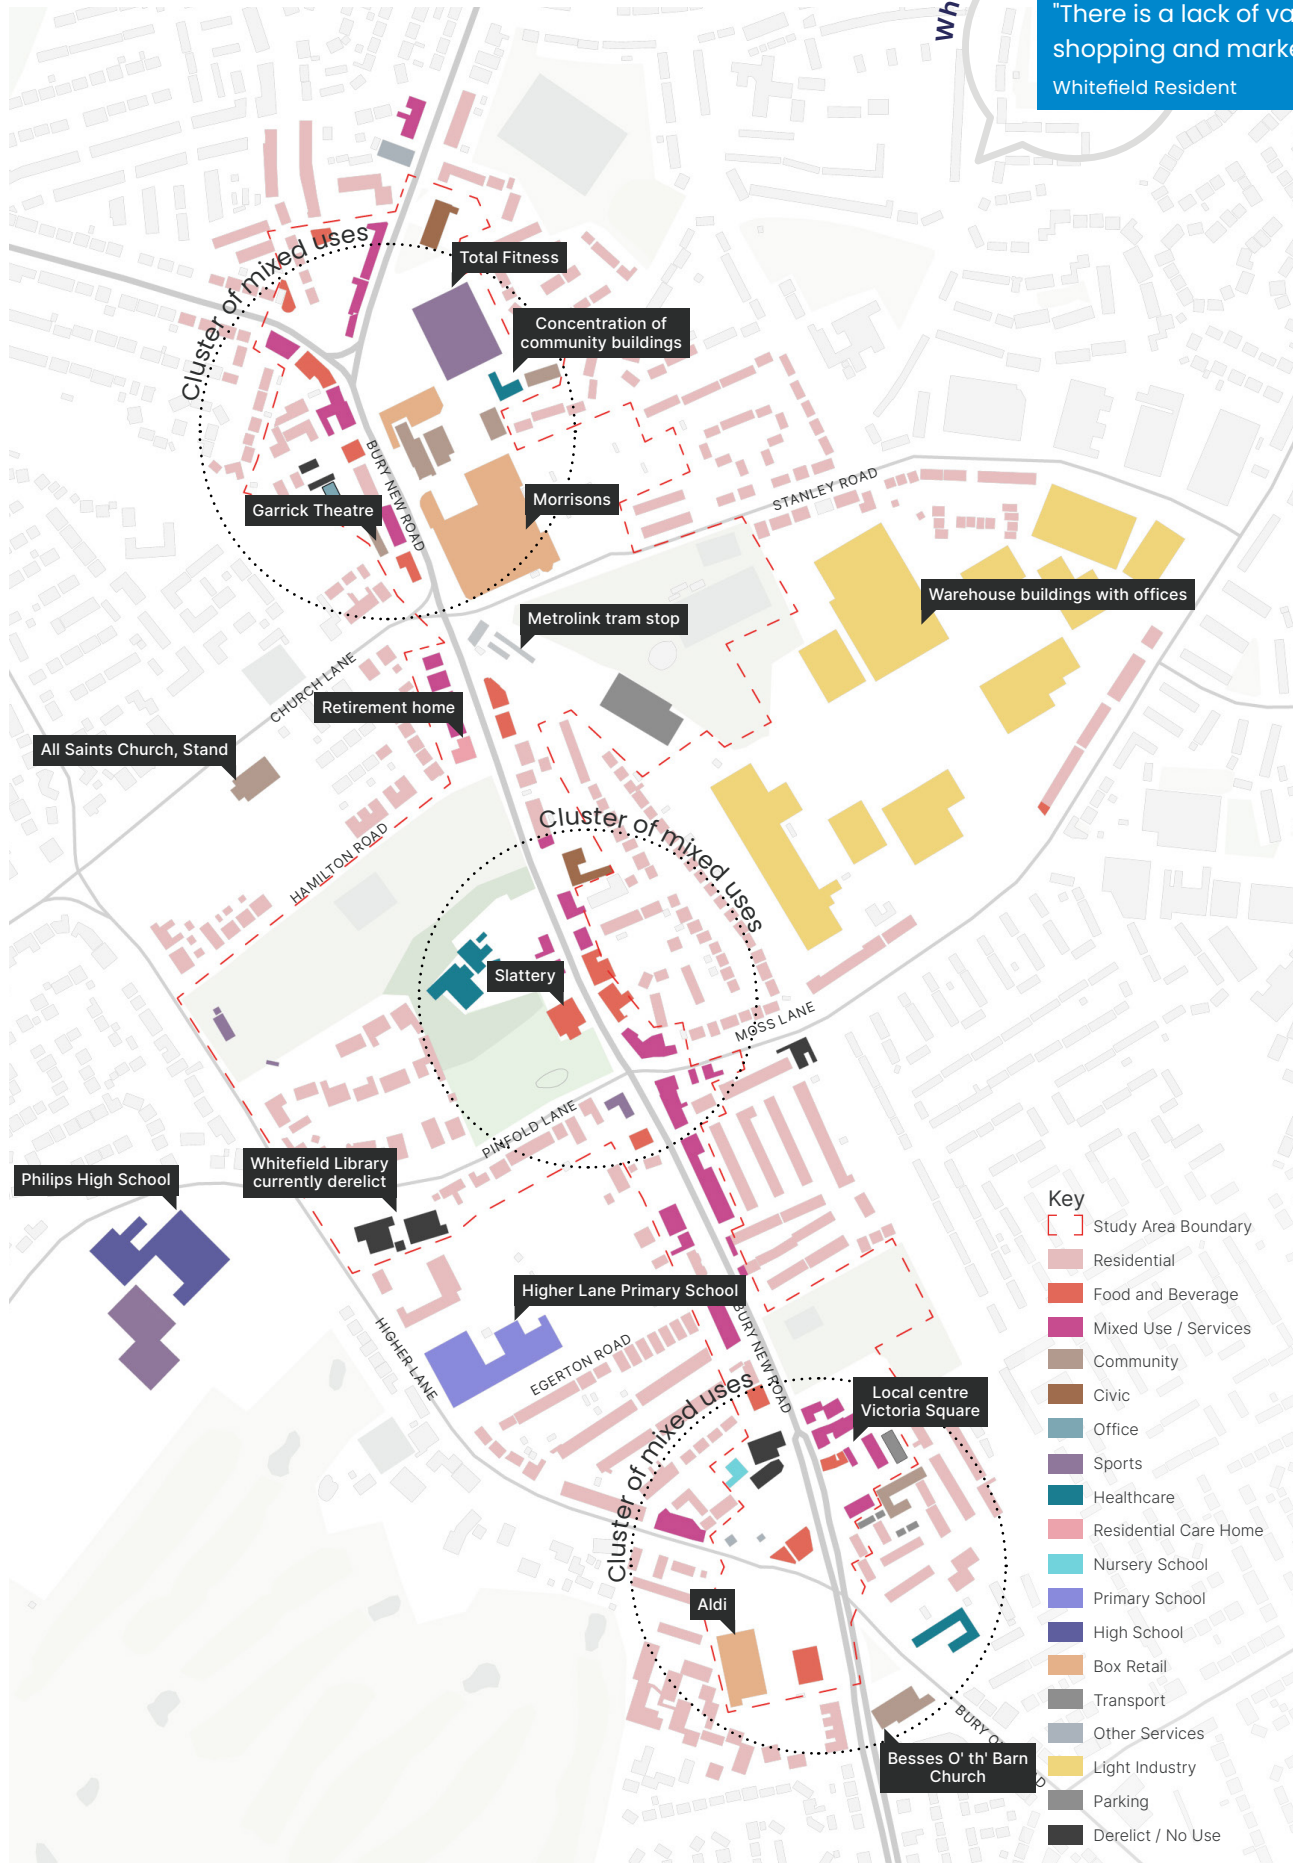 Wh
"There is a lack of va
shopping and marke
Whitefield Resident
Cluster of mixed uses
Total Fitness
Concentration of
community buildings
BURY NEW ROAD
Morrisons
Garrick Theatre
STANLEY ROAD
Warehouse buildings with offices
Metrolink tram stop
CHURCH LANE
Retirement home
All Saints Church, Stand
HAMILTON ROAD
Cluster of mixed uses
Slattery
MOSS LANE
PINFOLD LANE
Whitefield Library
currently derelict
Philips High School
Higher Lane Primary School
HIGHER LANE
EGERTON ROAD
BURY NEW ROAD
Cluster of mixed uses
Local centre
Victoria Square
Aldi
BURY O
D
Besses O' th' Barn
Church
Key
Study Area Boundary
Residential
Food and Beverage
Mixed Use / Services
Community
Civic
Office
Sports
Healthcare
Residential Care Home
Nursery School
Primary School
High School
Box Retail
Transport
Other Services
Light Industry
Parking
Derelict / No Use